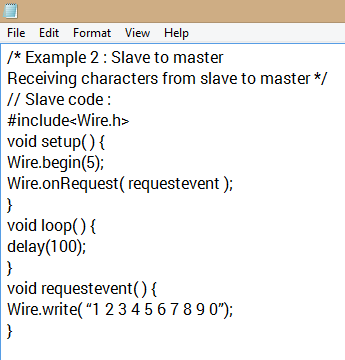 File Edit Format View Help
/* Example 2 : Slave to master
Receiving characters from slave to master */
// Slave code :
#include<Wire.h>
void setup( ) {
Wire.begin(5);
Wire.onRequest( requestevent );
}
void loop( ) {
delay(100);
}
void requestevent( ) {
Wire.write( “1 2 3 4 5 6 7 8 9 0”);
}